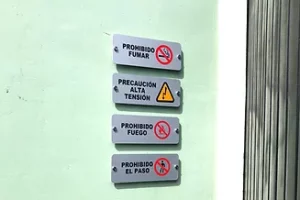 PROHIBIDO
FUMAR
PRECAUCIÓN
ALTA
TENSIÓN
PROHIBIDO
FUEGO
PROHIBIDO
EL PASO